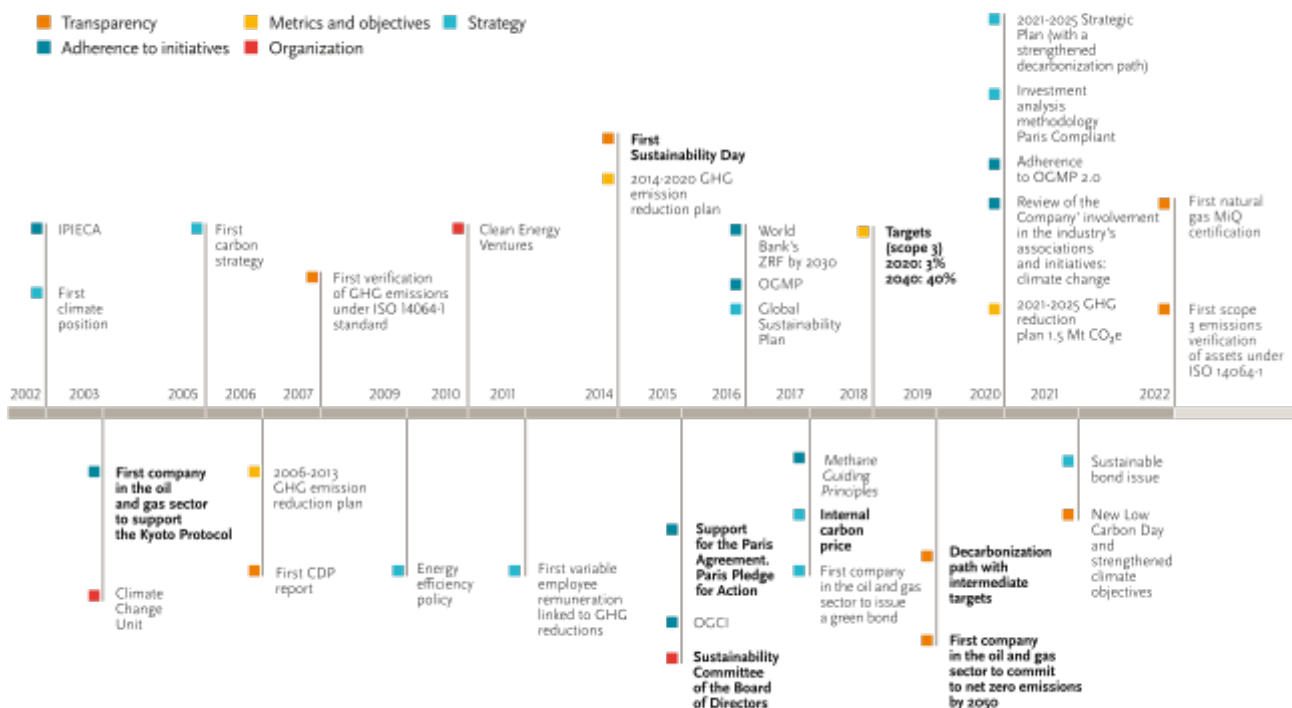 Transparency
Metrics and objectives
Strategy
Adherence to initiatives
Organization
2021-2025 Strategic
Plan (with a
strengthened
decarbonization path)
Investment
analysis
methodology
Paris Compliant
Adherence
to OGMP 2.0
Review of the
Company' involvement
in the industry's
associations
and initiatives:
climate change
2021-2025 GHG
reduction
plan 1.5 Mt CO₂e
First
Sustainability Day
2014-2020 GHG
emission
reduction plan
IPIECA
First
climate
position
First
carbon
strategy
First verification
of GHG emissions
under ISO 14064-1
standard
Clean Energy
Ventures
World
Bank's
ZRF by 2030
OGMP
Global
Sustainability
Plan
Targets
(scope 3)
2020: 3%
2040: 40%
First natural
gas MiQ
certification
First scope
3 emissions
verification
of assets under
ISO 14064-1
2002 2003 2005 2006 2007 2009 2010 2011 2014 2015 2016 2017 2018 2019 2020 2021 2022
First company
in the oil
and gas sector
to support
the Kyoto Protocol
Climate
Change
Unit
2006-2013
GHG emission
reduction plan
First CDP
report
Energy
efficiency
policy
First variable
employee
remuneration
linked to GHG
reductions
Support
for the Paris
Agreement.
Paris Pledge
for Action
OGCI
Sustainability
Committee
of the Board
of Directors
Methane
Guiding
Principles
Internal
carbon
price
First company
in the oil and gas
sector to issue
a green bond
Decarbonization
path with
intermediate
targets
First company
in the oil and gas
sector to commit
to net zero emissions
by 2050
Sustainable
bond issue
New Low
Carbon Day
and
strengthened
climate
objectives